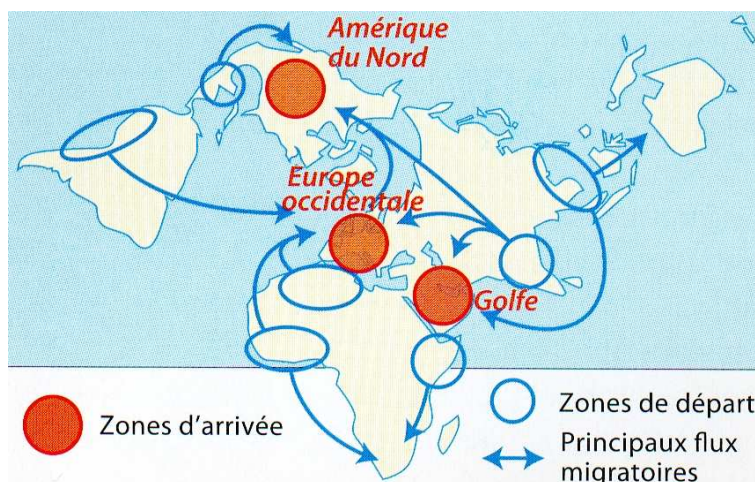 Amérique
du Nord
Europe
occidentale
Golfe
Zones d'arrivée
Zones de départ
Principaux flux
migratoires